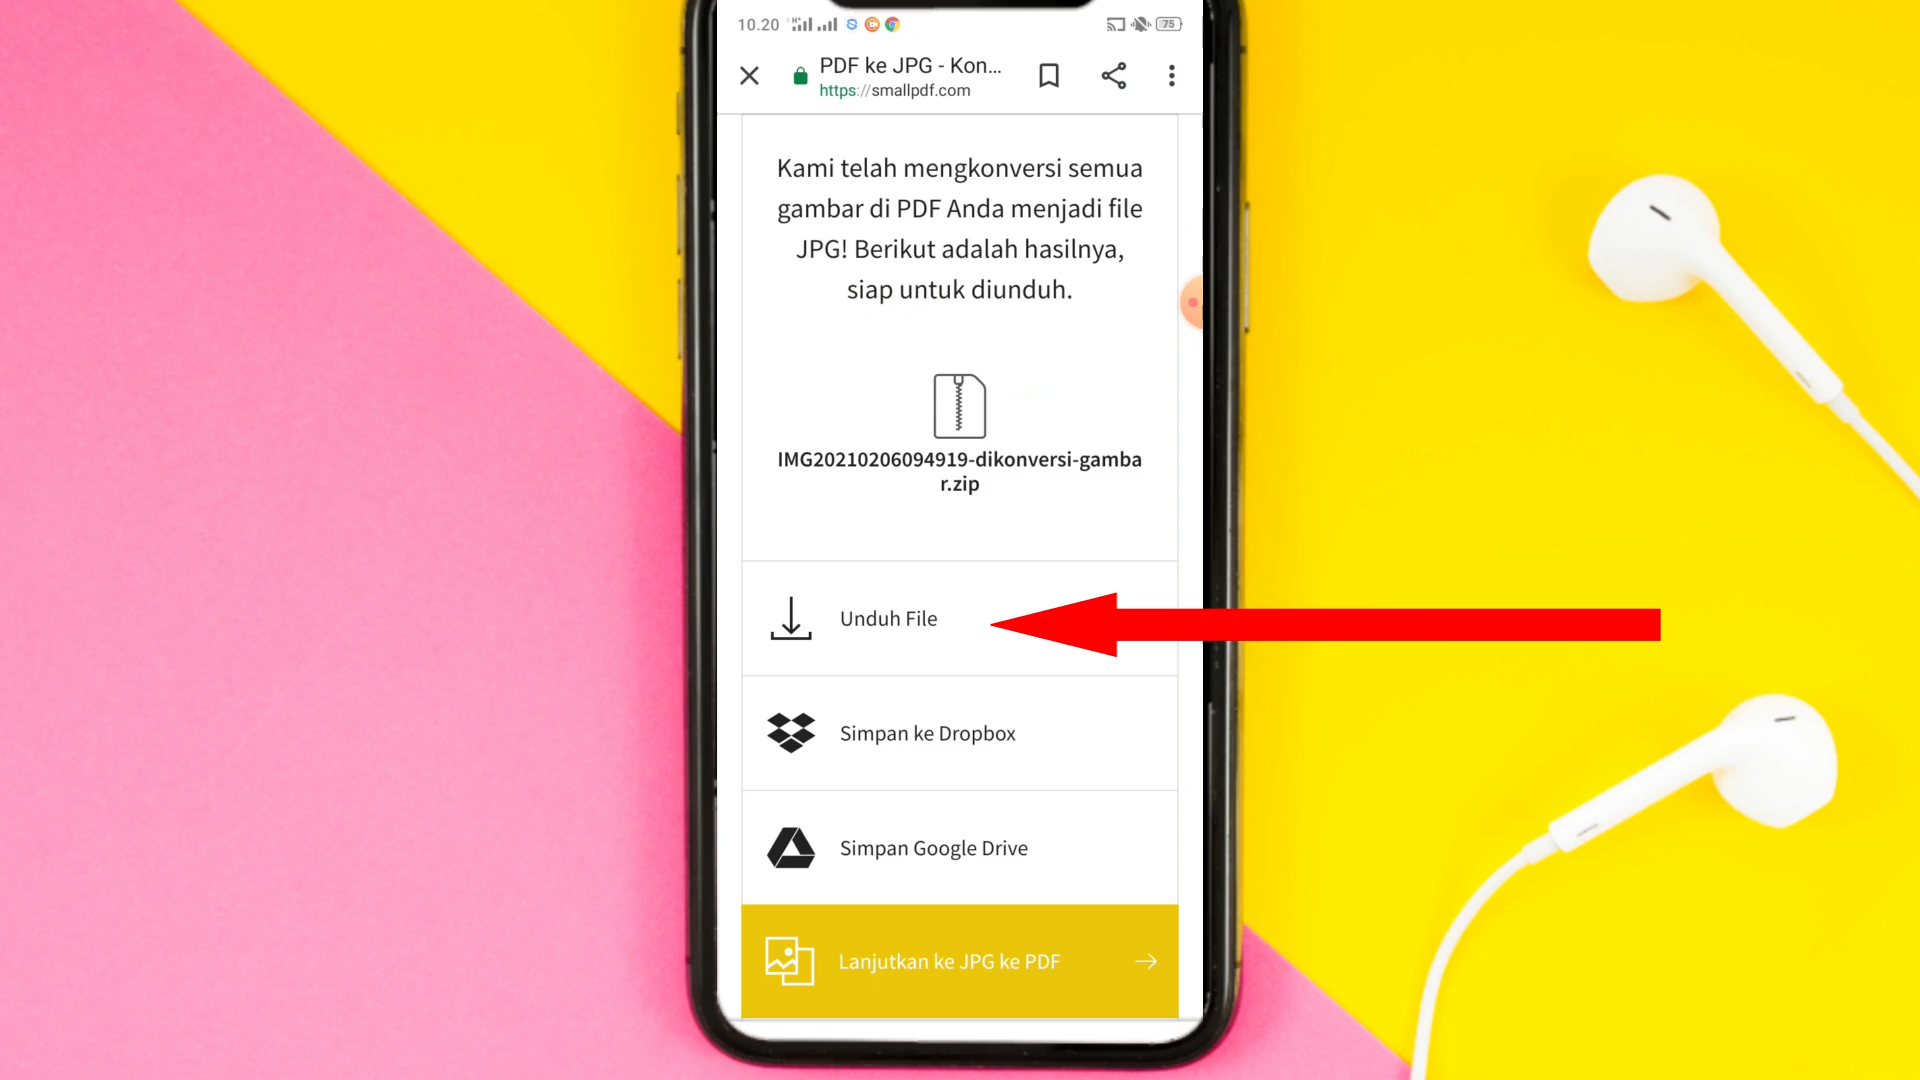 10.20
75
PDF ke JPG - Kon...
https://smallpdf.com
Kami telah mengkonversi semua
gambar di PDF Anda menjadi file
JPG! Berikut adalah hasilnya,
siap untuk diunduh.
IMG20210206094919-dikonversi-gamba
r.zip
Unduh File
Simpan ke Dropbox
Simpan Google Drive
Lanjutkan ke JPG ke PDF